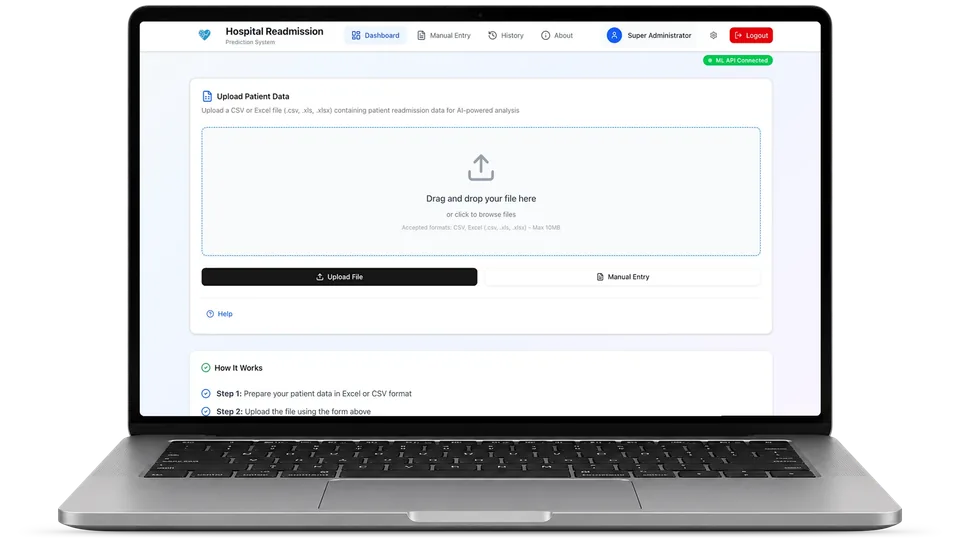 Hospital Readmission
Prediction System
Dashboard
Manual Entry
History
About
Super Administrator
Logout
ML API Connected
Upload Patient Data
Upload a CSV or Excel file (.csv, .xls, .xlsx) containing patient readmission data for AI-powered analysis
Drag and drop your file here
or click to browse files
Accepted formats: CSV, Excel (.csv, .xls, .xlsx) – Max 10MB
Upload File
Manual Entry
Help
How It Works
Step 1: Prepare your patient data in Excel or CSV format
Step 2: Upload the file using the form above